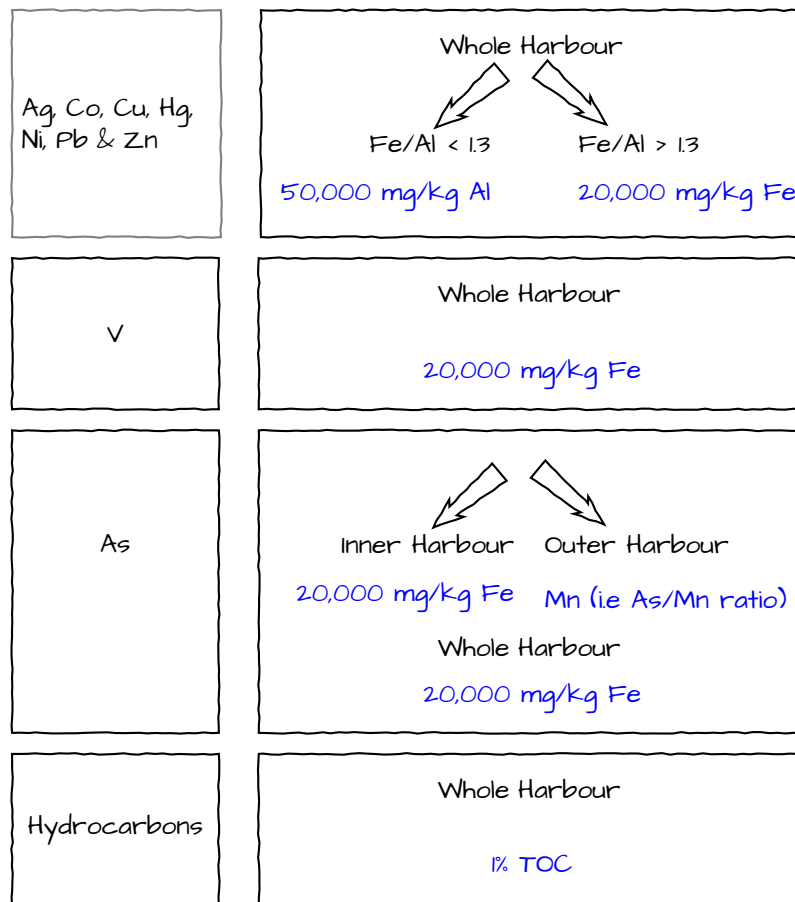 Ag, Co, Cu, Hg,
Ni, Pb & Zn
Whole Harbour
Fe/Al < 1.3
Fe/Al > 1.3
50,000 mg/kg Al
20,000 mg/kg Fe
V
Whole Harbour
20,000 mg/kg Fe
As
Inner Harbour
Outer Harbour
20,000 mg/kg Fe
Mn (i.e As/Mn ratio)
Whole Harbour
20,000 mg/kg Fe
Hydrocarbons
Whole Harbour
1% TOC